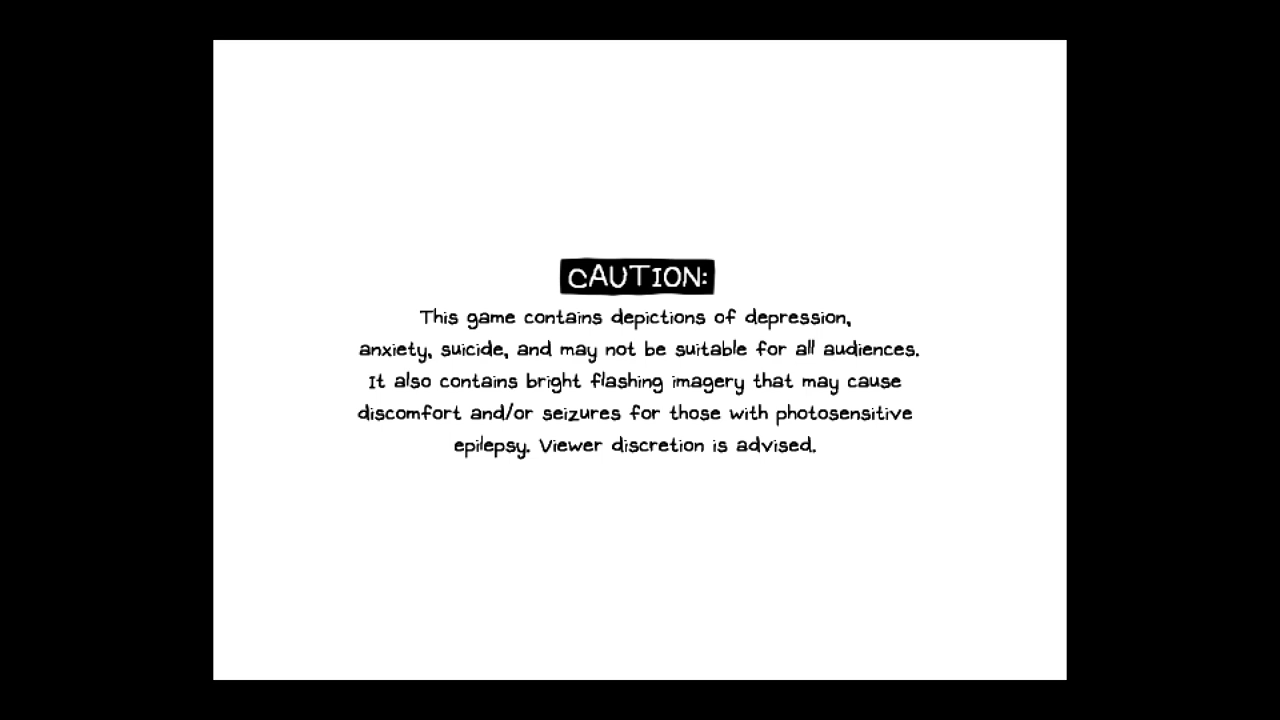 CAUTION:
This game contains depictions of depression,
anxiety, suicide, and may not be suitable for all audiences.
It also contains bright flashing imagery that may cause
discomfort and/or seizures for those with photosensitive
epilepsy. Viewer discretion is advised.